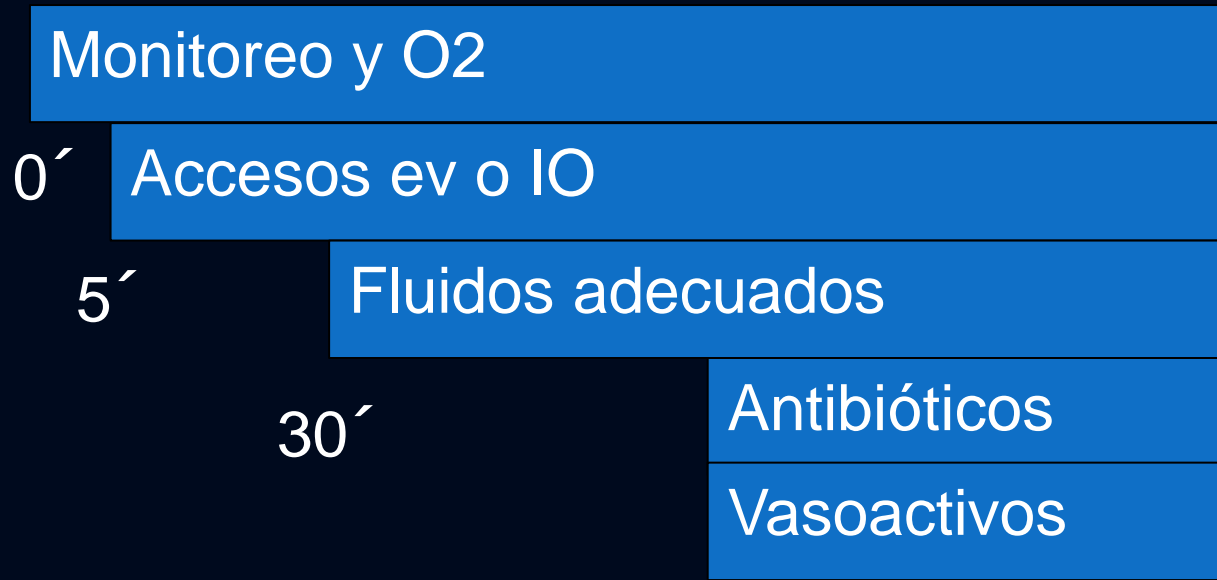 Monitoreo y O2
0´ Accesos ev o IO
5´ Fluidos adecuados
30´ Antibióticos
Vasoactivos